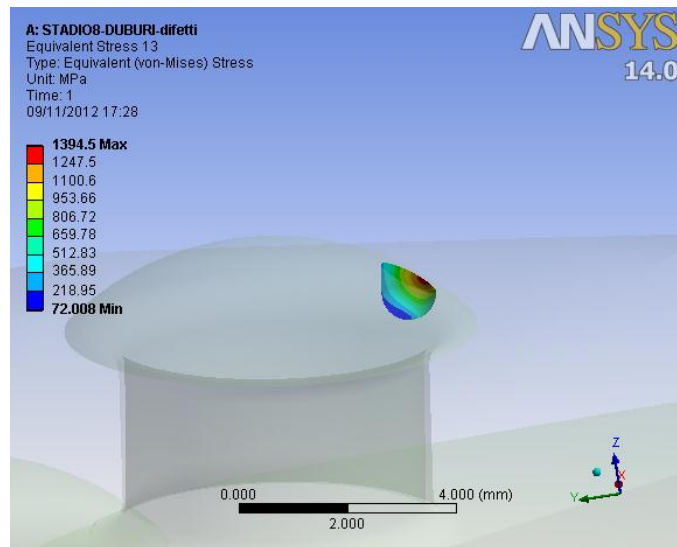 A: STADIO8-DUBURI-difetti
Equivalent Stress 13
Type: Equivalent (von-Mises) Stress
Unit: MPa
Time: 1
09/11/2012 17:28
ANSYS
14.0
1394.5 Max
1247.5
1100.6
953.66
806.72
659.78
512.83
365.89
218.95
72.008 Min
0.000
4.000 (mm)
2.000
Z
X
Y